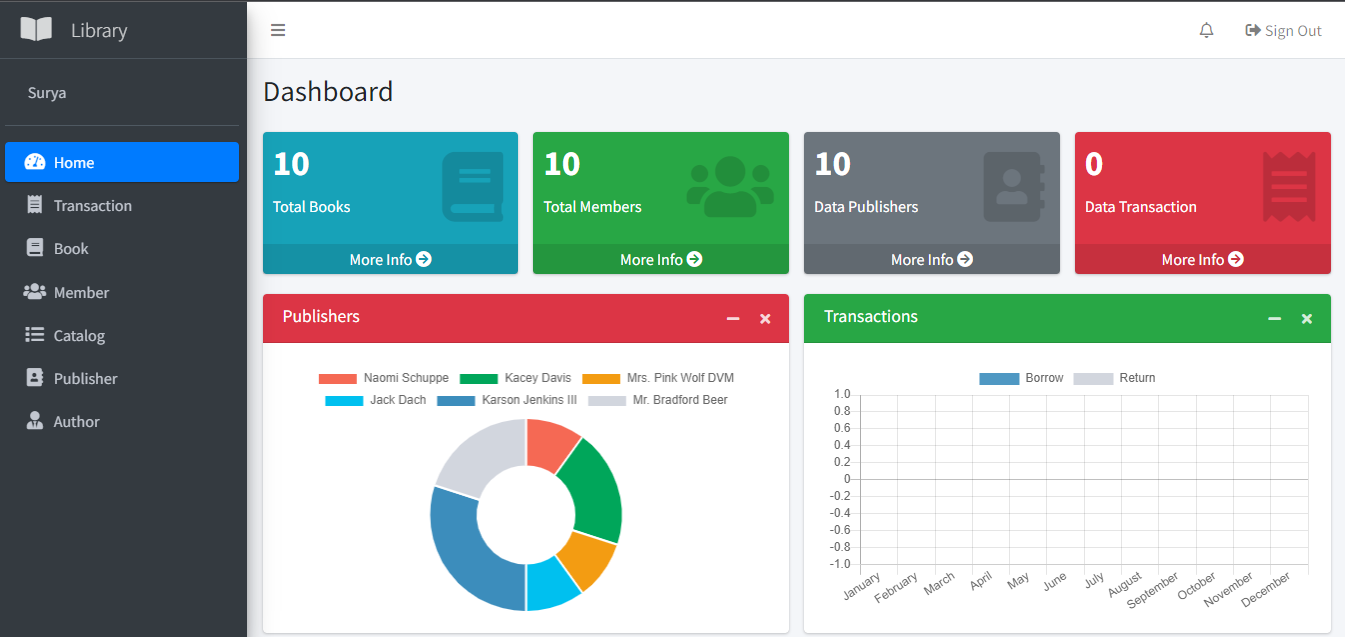 Library
Sign Out
Surya
Home
Transaction
Book
Member
Catalog
Publisher
Author
Dashboard
10
Total Books
More Info
10
Total Members
More Info
10
Data Publishers
More Info
0
Data Transaction
More Info
Publishers
Naomi Schuppe Kacey Davis Mrs. Pink Wolf DVM
Jack Dach Karson Jenkins III Mr. Bradford Beer
Transactions
Borrow Return
1.0
0.8
0.6
0.4
0.2
0
-0.2
-0.4
-0.6
-0.8
-1.0
January February March April May June July August September October November December